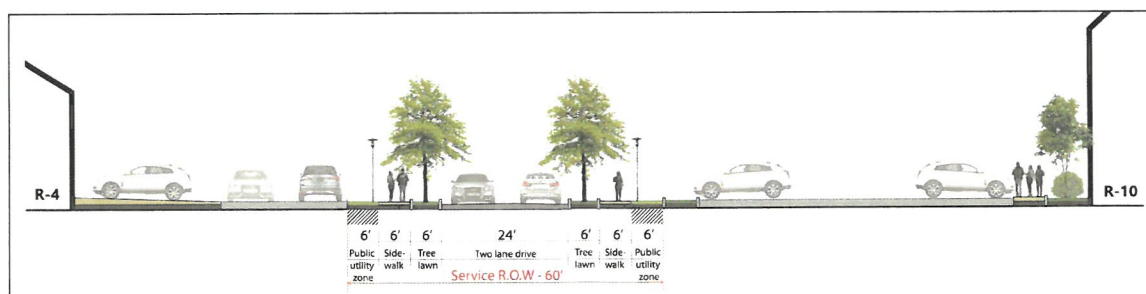 R-4
R-10
6' 6' 6' 24' 6' 6' 6'
Public utility zone
Side-walk
Tree lawn
Two lane drive
Tree lawn
Side-walk
Public utility zone
Service R.O.W - 60'